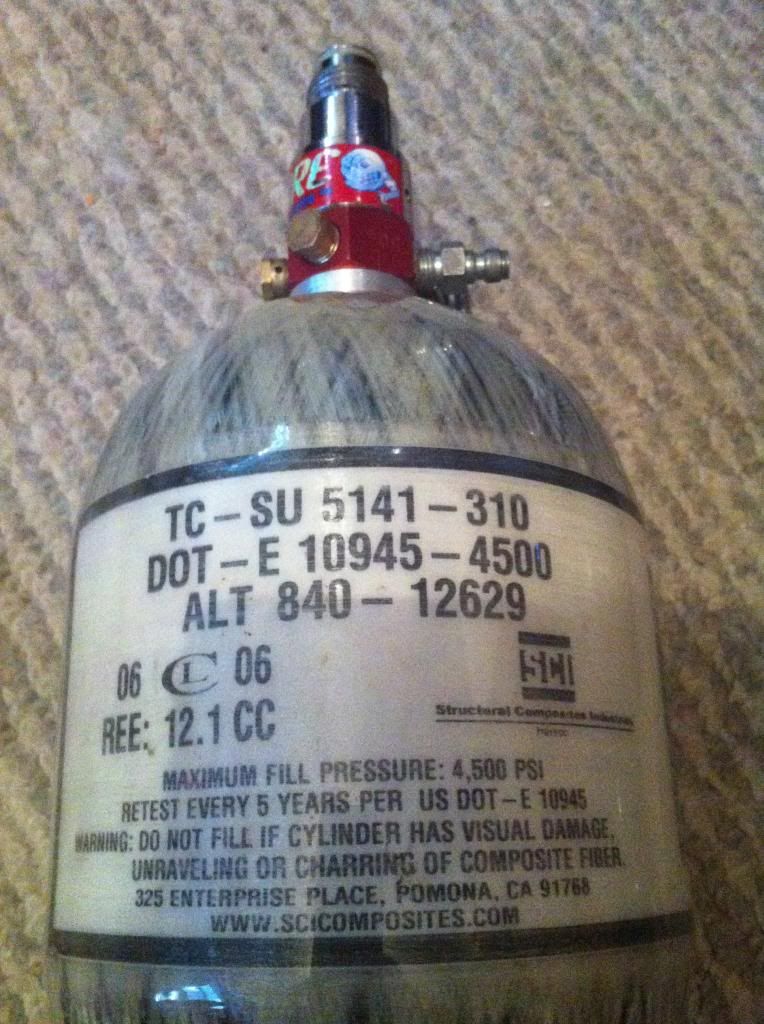 RE
TC-SU 5141-310
DOT-E 10945-4500
ALT 840-12629
06 CL 06
SCI
Structural Composites Industries
REE: 12.1 CC
MAXIMUM FILL PRESSURE: 4,500 PSI
RETEST EVERY 5 YEARS PER US DOT-E 10945
WARNING: DO NOT FILL IF CYLINDER HAS VISUAL DAMAGE,
UNRAVELING OR CHARRING OF COMPOSITE FIBER.
325 ENTERPRISE PLACE, POMONA, CA 91768
WWW.SCICOMPOSITES.COM